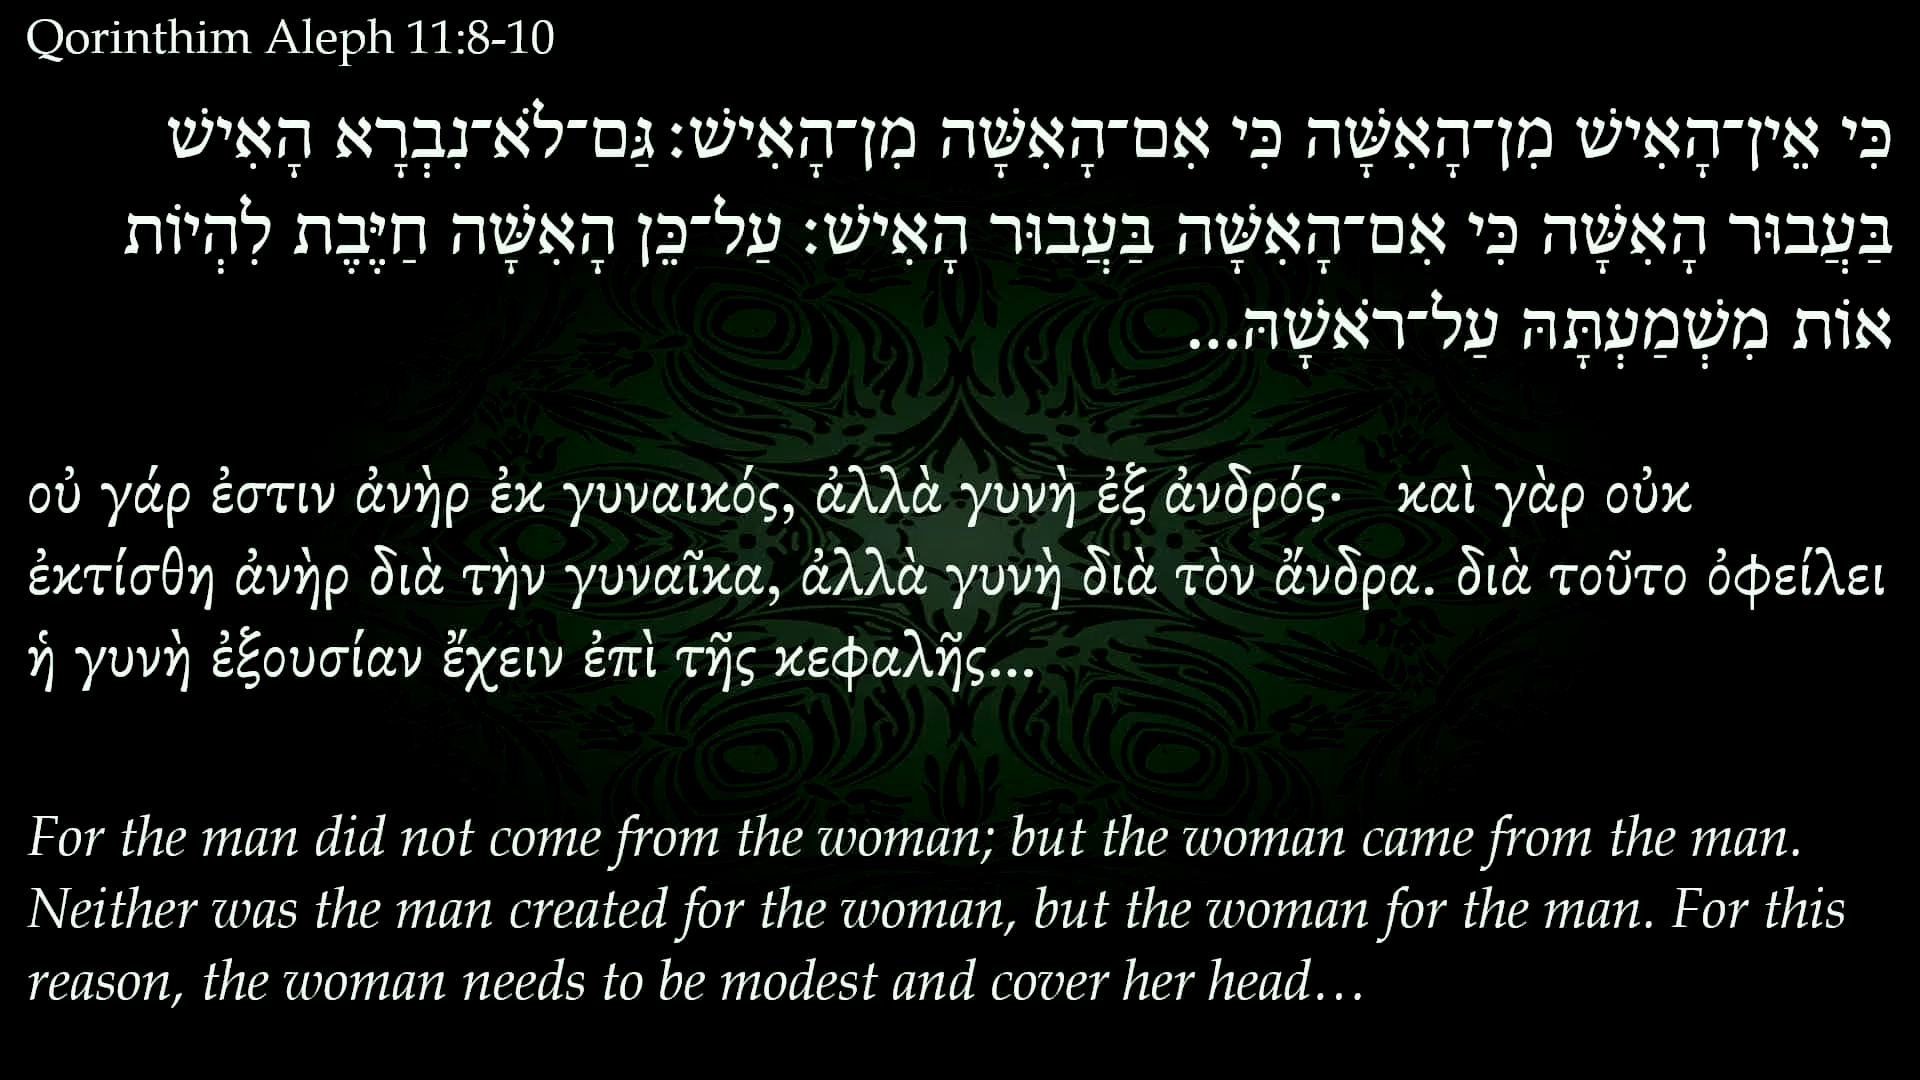 Qorinthim Aleph 11:8-10
כִּי אֵין־הָאִישׁ מִן־הָאִשָּׁה כִּי אִם־הָאִשָּׁה מִן־הָאִישׁ׃ גַּם־לֹא־נִבְרָא הָאִישׁ
בַּעֲבוּר הָאִשָּׁה כִּי אִם־הָאִשָּׁה בַּעֲבוּר הָאִישׁ׃ עַל־כֵּן הָאִשָּׁה חַיֶּבֶת לִהְיוֹת
אוֹת מִשְׁמַעְתָּהּ עַל־רֹאשָׁהּ...
οὐ γάρ ἐστιν ἀνὴρ ἐκ γυναικός, ἀλλὰ γυνὴ ἐξ ἀνδρός· καὶ γὰρ οὐκ
ἐκτίσθη ἀνὴρ διὰ τὴν γυναῖκα, ἀλλὰ γυνὴ διὰ τὸν ἄνδρα. διὰ τοῦτο ὀφείλει
ἡ γυνὴ ἐξουσίαν ἔχειν ἐπὶ τῆς κεφαλῆς...
For the man did not come from the woman; but the woman came from the man.
Neither was the man created for the woman, but the woman for the man. For this
reason, the woman needs to be modest and cover her head…